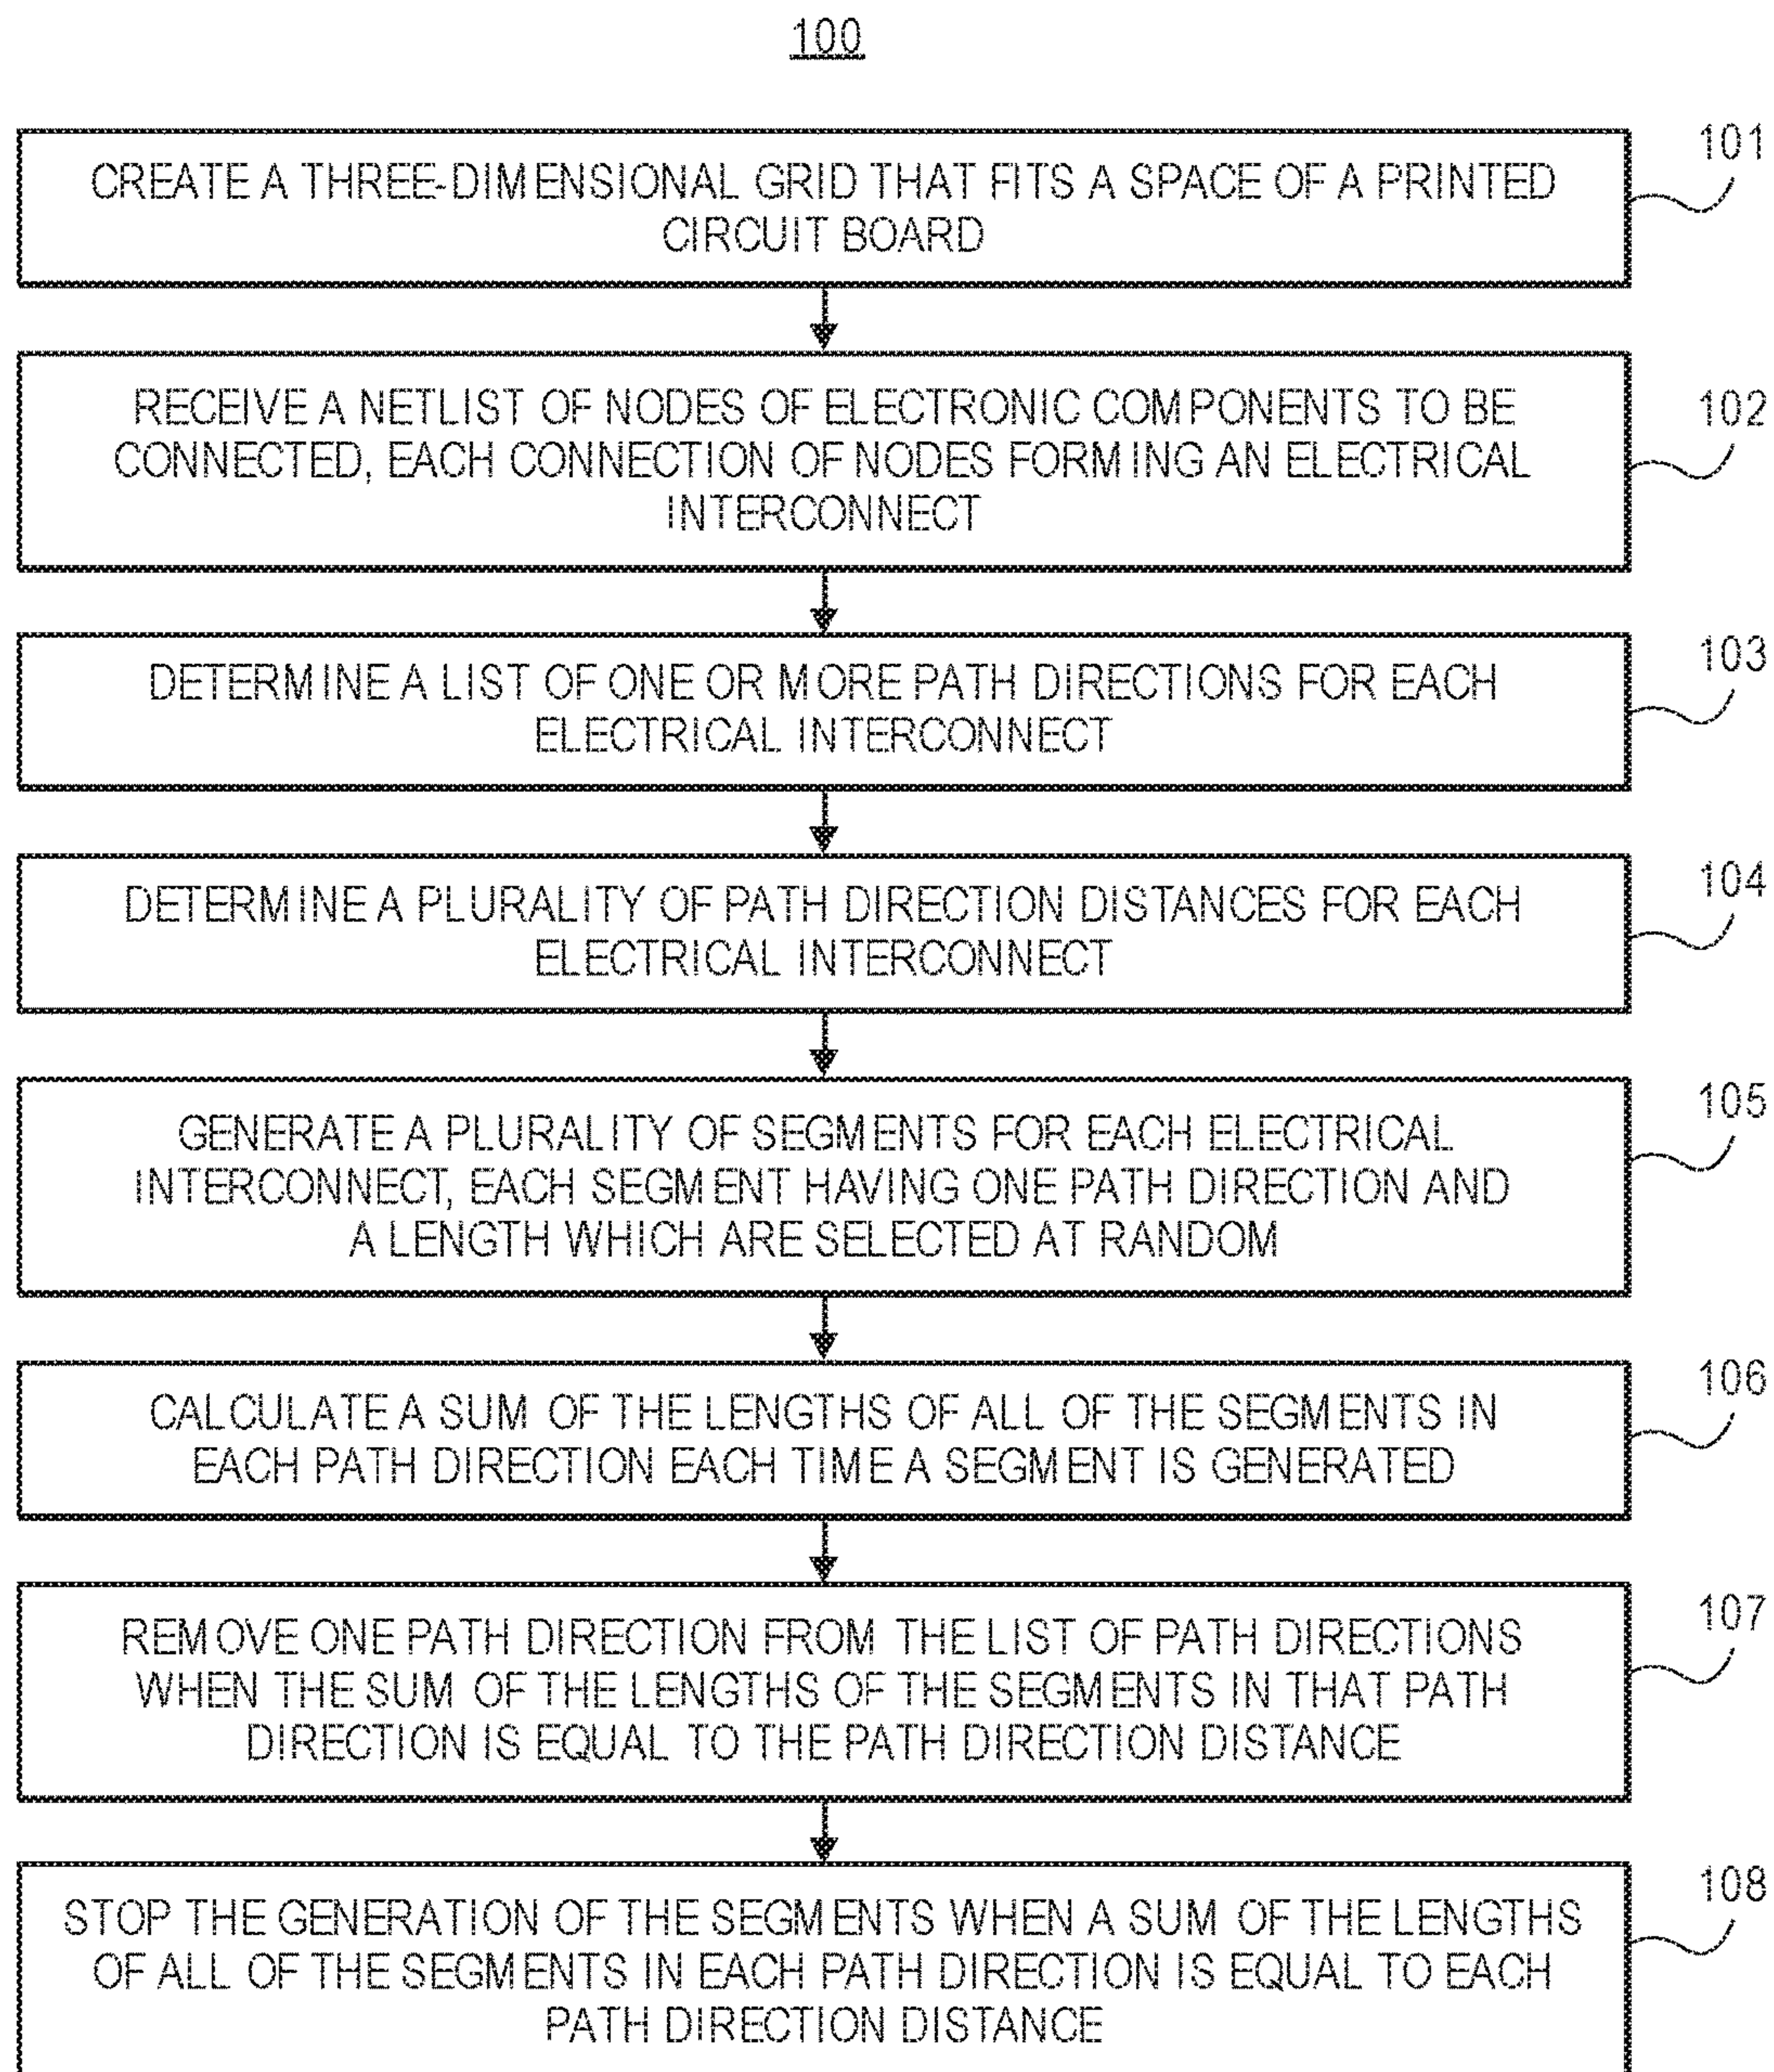 100
CREATE A THREE-DIMENSIONAL GRID THAT FITS A SPACE OF A PRINTED
CIRCUIT BOARD
101
RECEIVE A NETLIST OF NODES OF ELECTRONIC COMPONENTS TO BE
CONNECTED, EACH CONNECTION OF NODES FORMING AN ELECTRICAL
INTERCONNECT
102
DETERMINE A LIST OF ONE OR MORE PATH DIRECTIONS FOR EACH
ELECTRICAL INTERCONNECT
103
DETERMINE A PLURALITY OF PATH DIRECTION DISTANCES FOR EACH
ELECTRICAL INTERCONNECT
104
GENERATE A PLURALITY OF SEGMENTS FOR EACH ELECTRICAL
INTERCONNECT, EACH SEGMENT HAVING ONE PATH DIRECTION AND
A LENGTH WHICH ARE SELECTED AT RANDOM
105
CALCULATE A SUM OF THE LENGTHS OF ALL OF THE SEGMENTS IN
EACH PATH DIRECTION EACH TIME A SEGMENT IS GENERATED
106
REMOVE ONE PATH DIRECTION FROM THE LIST OF PATH DIRECTIONS
WHEN THE SUM OF THE LENGTHS OF THE SEGMENTS IN THAT PATH
DIRECTION IS EQUAL TO THE PATH DIRECTION DISTANCE
107
STOP THE GENERATION OF THE SEGMENTS WHEN A SUM OF THE LENGTHS
OF ALL OF THE SEGMENTS IN EACH PATH DIRECTION IS EQUAL TO EACH
PATH DIRECTION DISTANCE
108